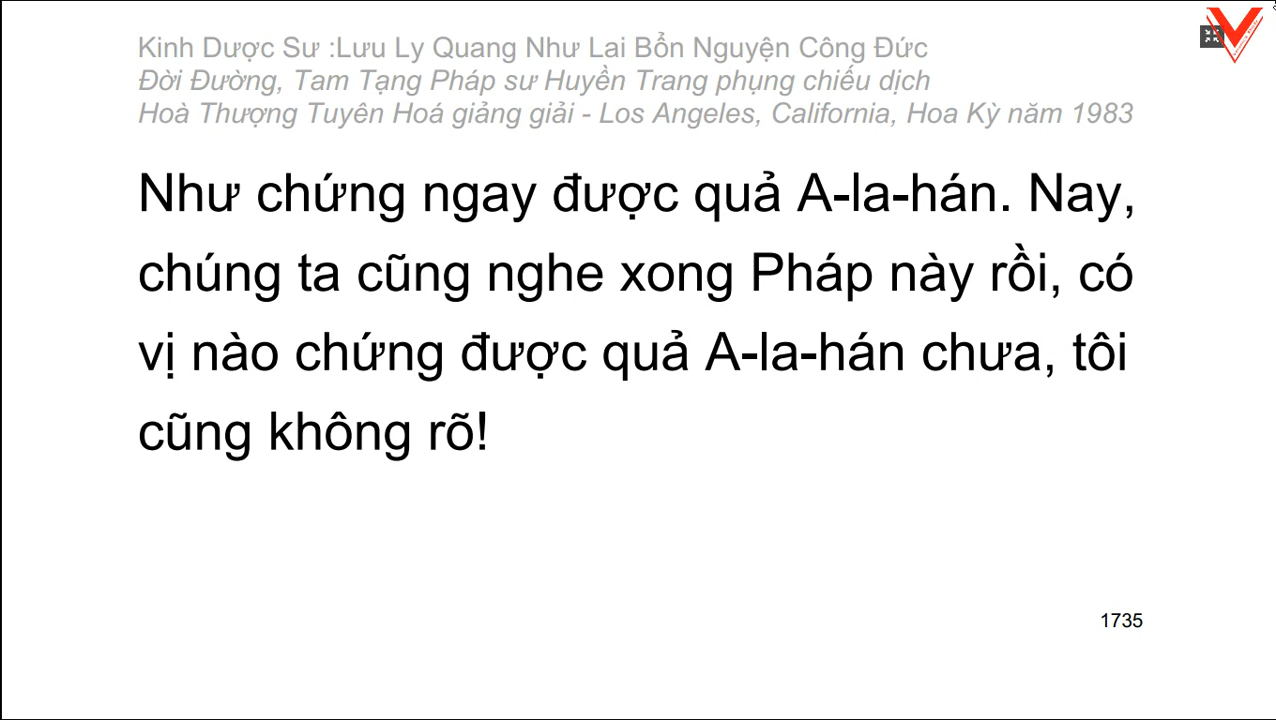 Kinh Dược Sư :Lưu Ly Quang Như Lai Bổn Nguyện Công Đức
Đời Đường, Tam Tạng Pháp sư Huyền Trang phụng chiếu dịch
Hoà Thượng Tuyên Hoá giảng giải - Los Angeles, California, Hoa Kỳ năm 1983
Như chứng ngay được quả A-la-hán. Nay,
chúng ta cũng nghe xong Pháp này rồi, có
vị nào chứng được quả A-la-hán chưa, tôi
cũng không rõ!
1735